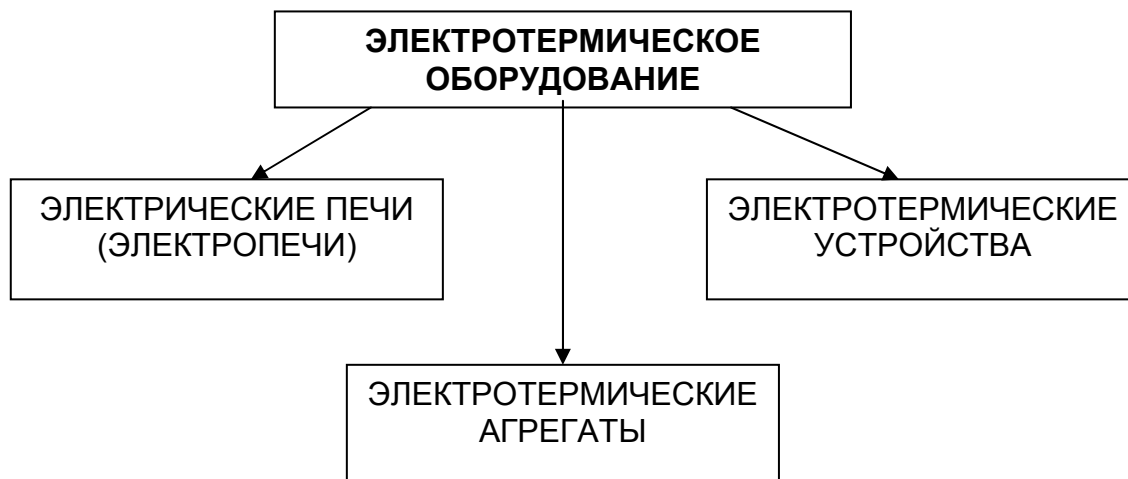 ЭЛЕКТРОТЕРМИЧЕСКОЕ
ОБОРУДОВАНИЕ
ЭЛЕКТРИЧЕСКИЕ ПЕЧИ
(ЭЛЕКТРОПЕЧИ)
ЭЛЕКТРОТЕРМИЧЕСКИЕ
УСТРОЙСТВА
ЭЛЕКТРОТЕРМИЧЕСКИЕ
АГРЕГАТЫ